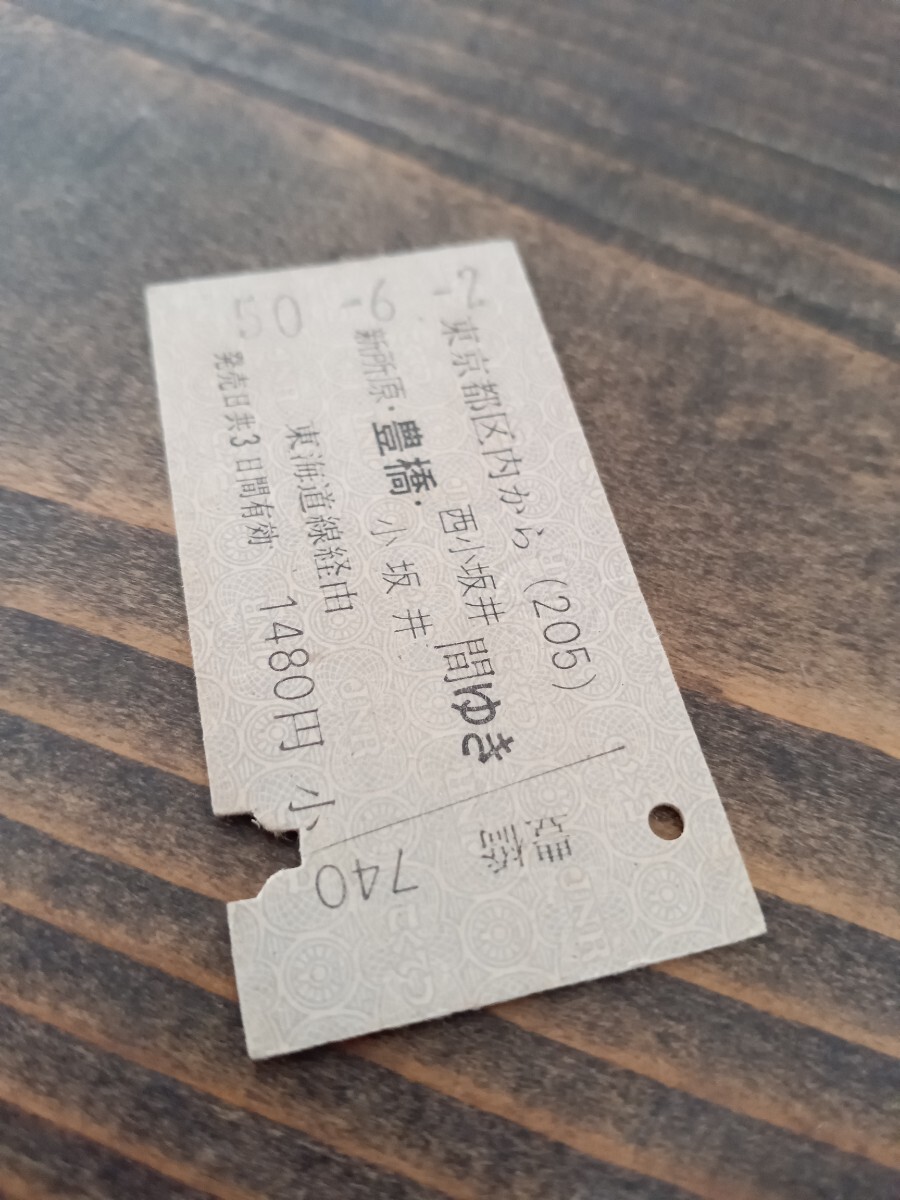 50 -6 -2
東京都区内から (205)
西小坂井
新所原・豊橋・
小坂井
間ゆき
東海道線経由
発売日共3日間有効 1480円
小
740